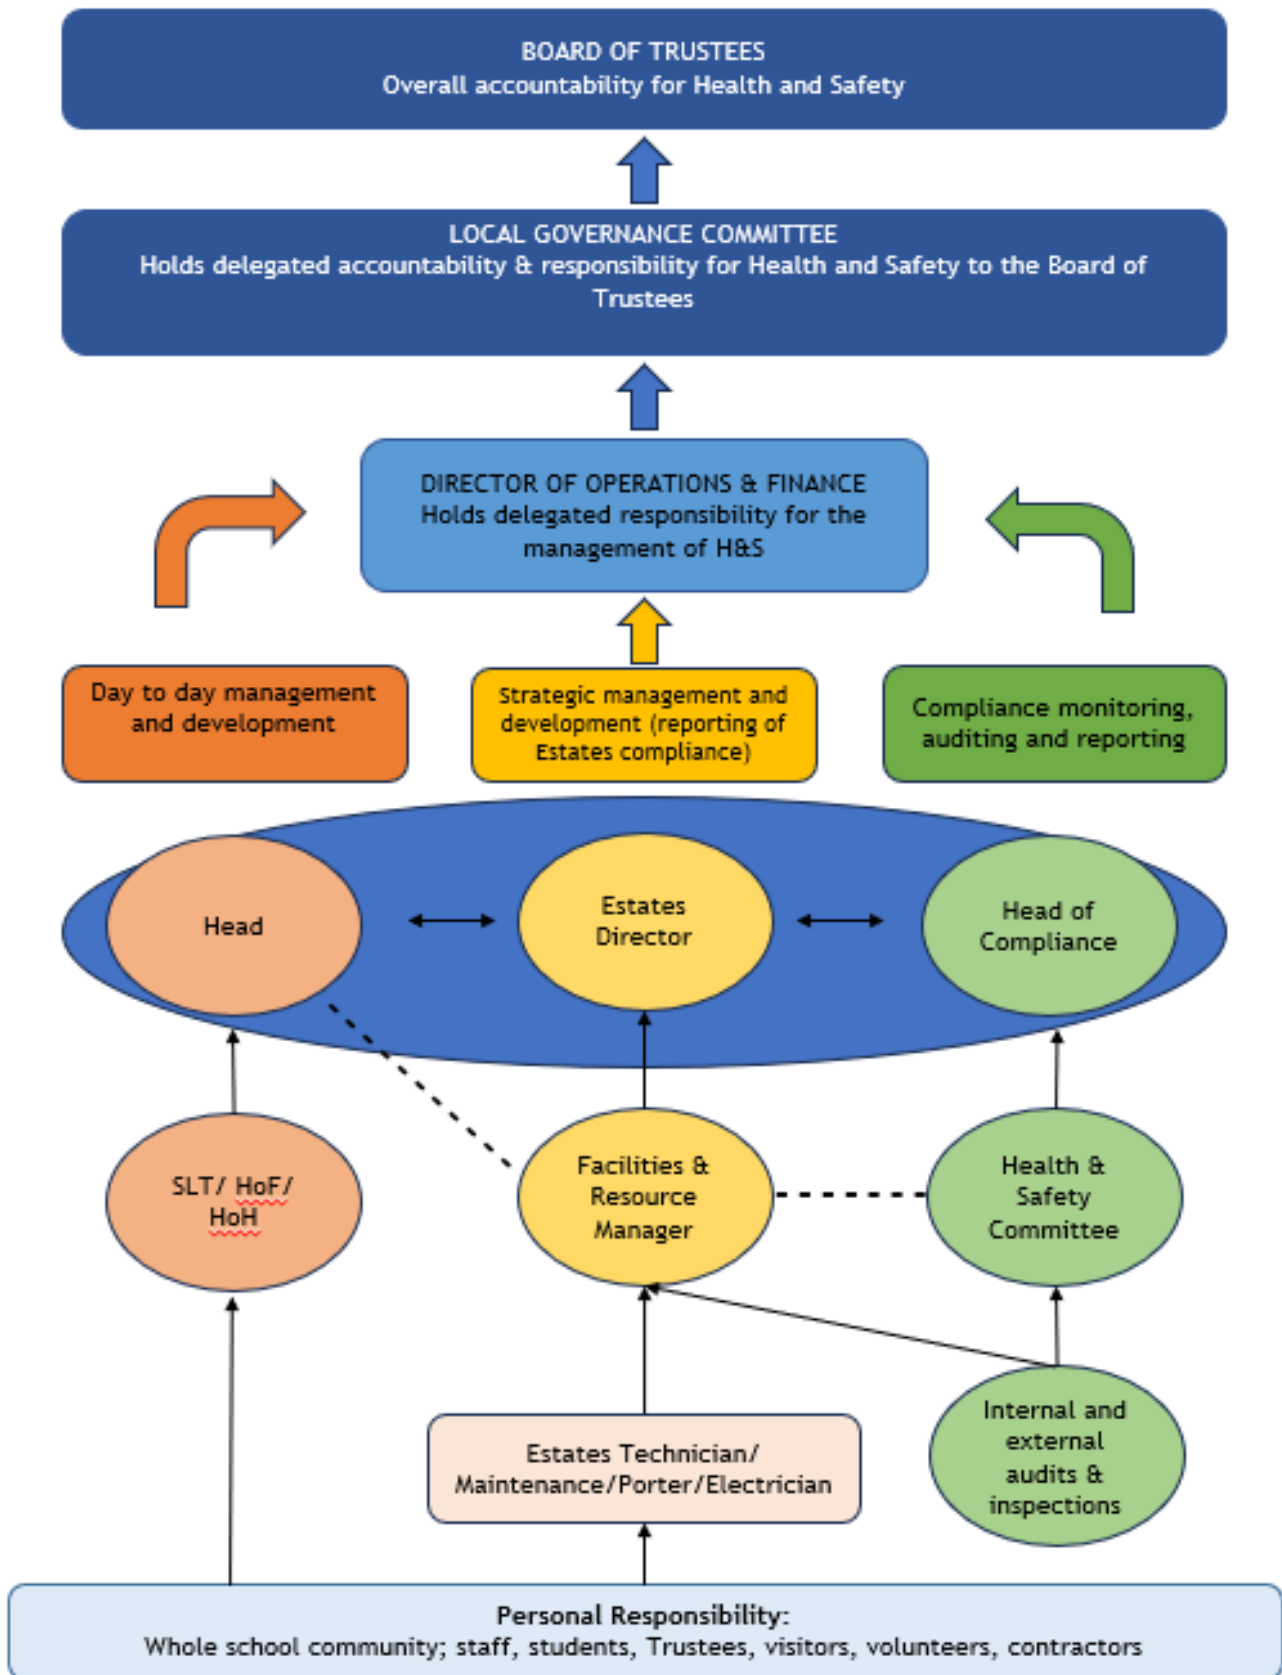 BOARD OF TRUSTEES
Overall accountability for Health and Safety
LOCAL GOVERNANCE COMMITTEE
Holds delegated accountability & responsibility for Health and Safety to the Board of
Trustees
DIRECTOR OF OPERATIONS & FINANCE
Holds delegated responsibility for the
management of H&S
Day to day management
and development
Strategic management and
development (reporting of
Estates compliance)
Compliance monitoring,
auditing and reporting
Head
Estates
Director
Head of
Compliance
SLT/ HoF/
HoH
Facilities &
Resource
Manager
Health &
Safety
Committee
Estates Technician/
Maintenance/Porter/Electrician
Internal and
external
audits &
inspections
Personal Responsibility:
Whole school community; staff, students, Trustees, visitors, volunteers, contractors